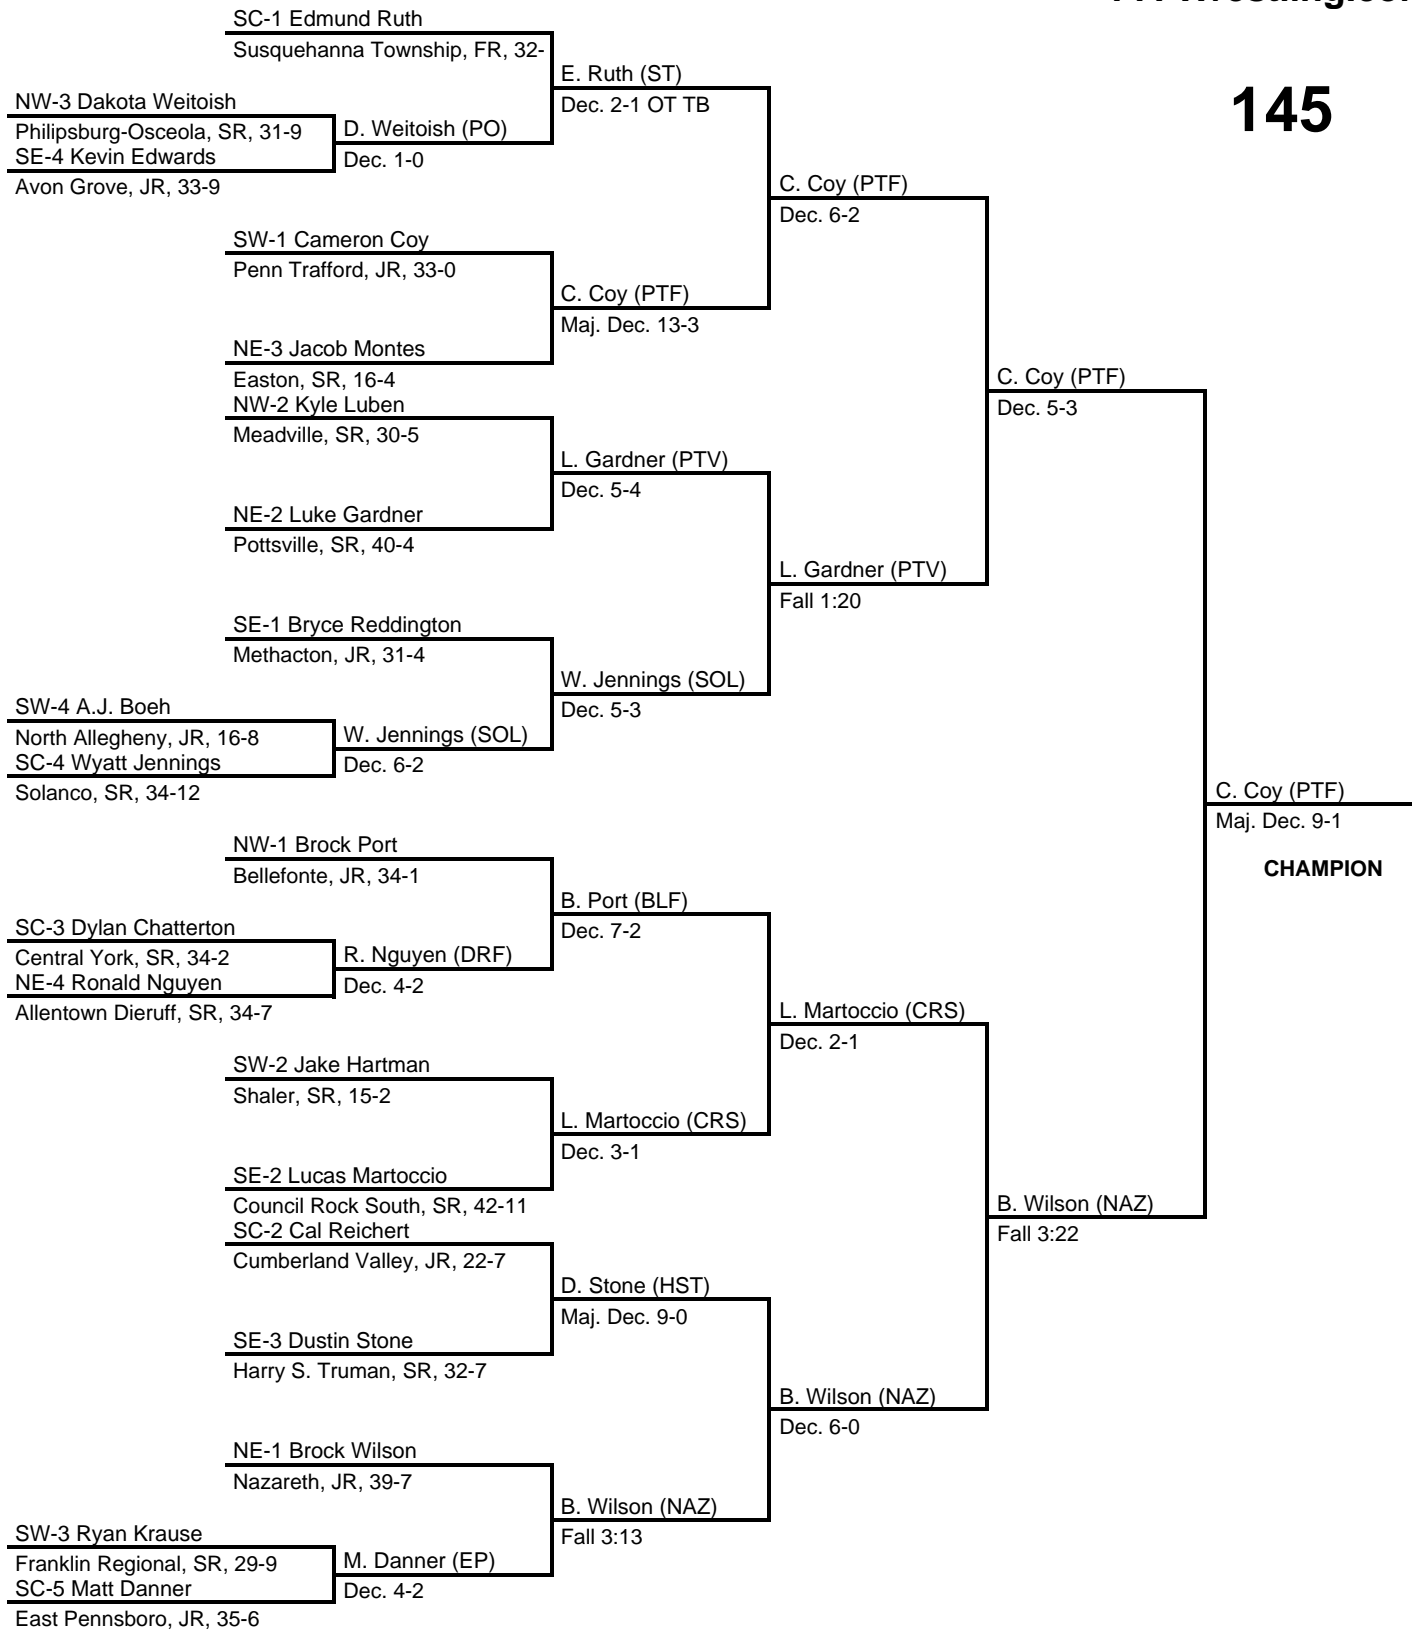 SC-1 Edmund Ruth
Susquehanna Township, FR, 32-
E. Ruth (ST)
Dec. 2-1 OT TB
145
NW-3 Dakota Weitoish
Philipsburg-Osceola, SR, 31-9
D. Weitoish (PO)
SE-4 Kevin Edwards
Dec. 1-0
Avon Grove, JR, 33-9
C. Coy (PTF)
Dec. 6-2
SW-1 Cameron Coy
Penn Trafford, JR, 33-0
C. Coy (PTF)
Maj. Dec. 13-3
NE-3 Jacob Montes
Easton, SR, 16-4
C. Coy (PTF)
Dec. 5-3
NW-2 Kyle Luben
Meadville, SR, 30-5
L. Gardner (PTV)
Dec. 5-4
NE-2 Luke Gardner
Pottsville, SR, 40-4
L. Gardner (PTV)
Fall 1:20
SE-1 Bryce Reddington
Methacton, JR, 31-4
W. Jennings (SOL)
Dec. 5-3
SW-4 A.J. Boeh
North Allegheny, JR, 16-8
W. Jennings (SOL)
SC-4 Wyatt Jennings
Dec. 6-2
Solanco, SR, 34-12
C. Coy (PTF)
Maj. Dec. 9-1
CHAMPION
NW-1 Brock Port
Bellefonte, JR, 34-1
B. Port (BLF)
Dec. 7-2
SC-3 Dylan Chatterton
Central York, SR, 34-2
R. Nguyen (DRF)
NE-4 Ronald Nguyen
Dec. 4-2
Allentown Dieruff, SR, 34-7
L. Martoccio (CRS)
Dec. 2-1
SW-2 Jake Hartman
Shaler, SR, 15-2
L. Martoccio (CRS)
Dec. 3-1
SE-2 Lucas Martoccio
Council Rock South, SR, 42-11
B. Wilson (NAZ)
Fall 3:22
SC-2 Cal Reichert
Cumberland Valley, JR, 22-7
D. Stone (HST)
Maj. Dec. 9-0
SE-3 Dustin Stone
Harry S. Truman, SR, 32-7
B. Wilson (NAZ)
Dec. 6-0
NE-1 Brock Wilson
Nazareth, JR, 39-7
B. Wilson (NAZ)
Fall 3:13
SW-3 Ryan Krause
Franklin Regional, SR, 29-9
M. Danner (EP)
SC-5 Matt Danner
Dec. 4-2
East Pennsboro, JR, 35-6